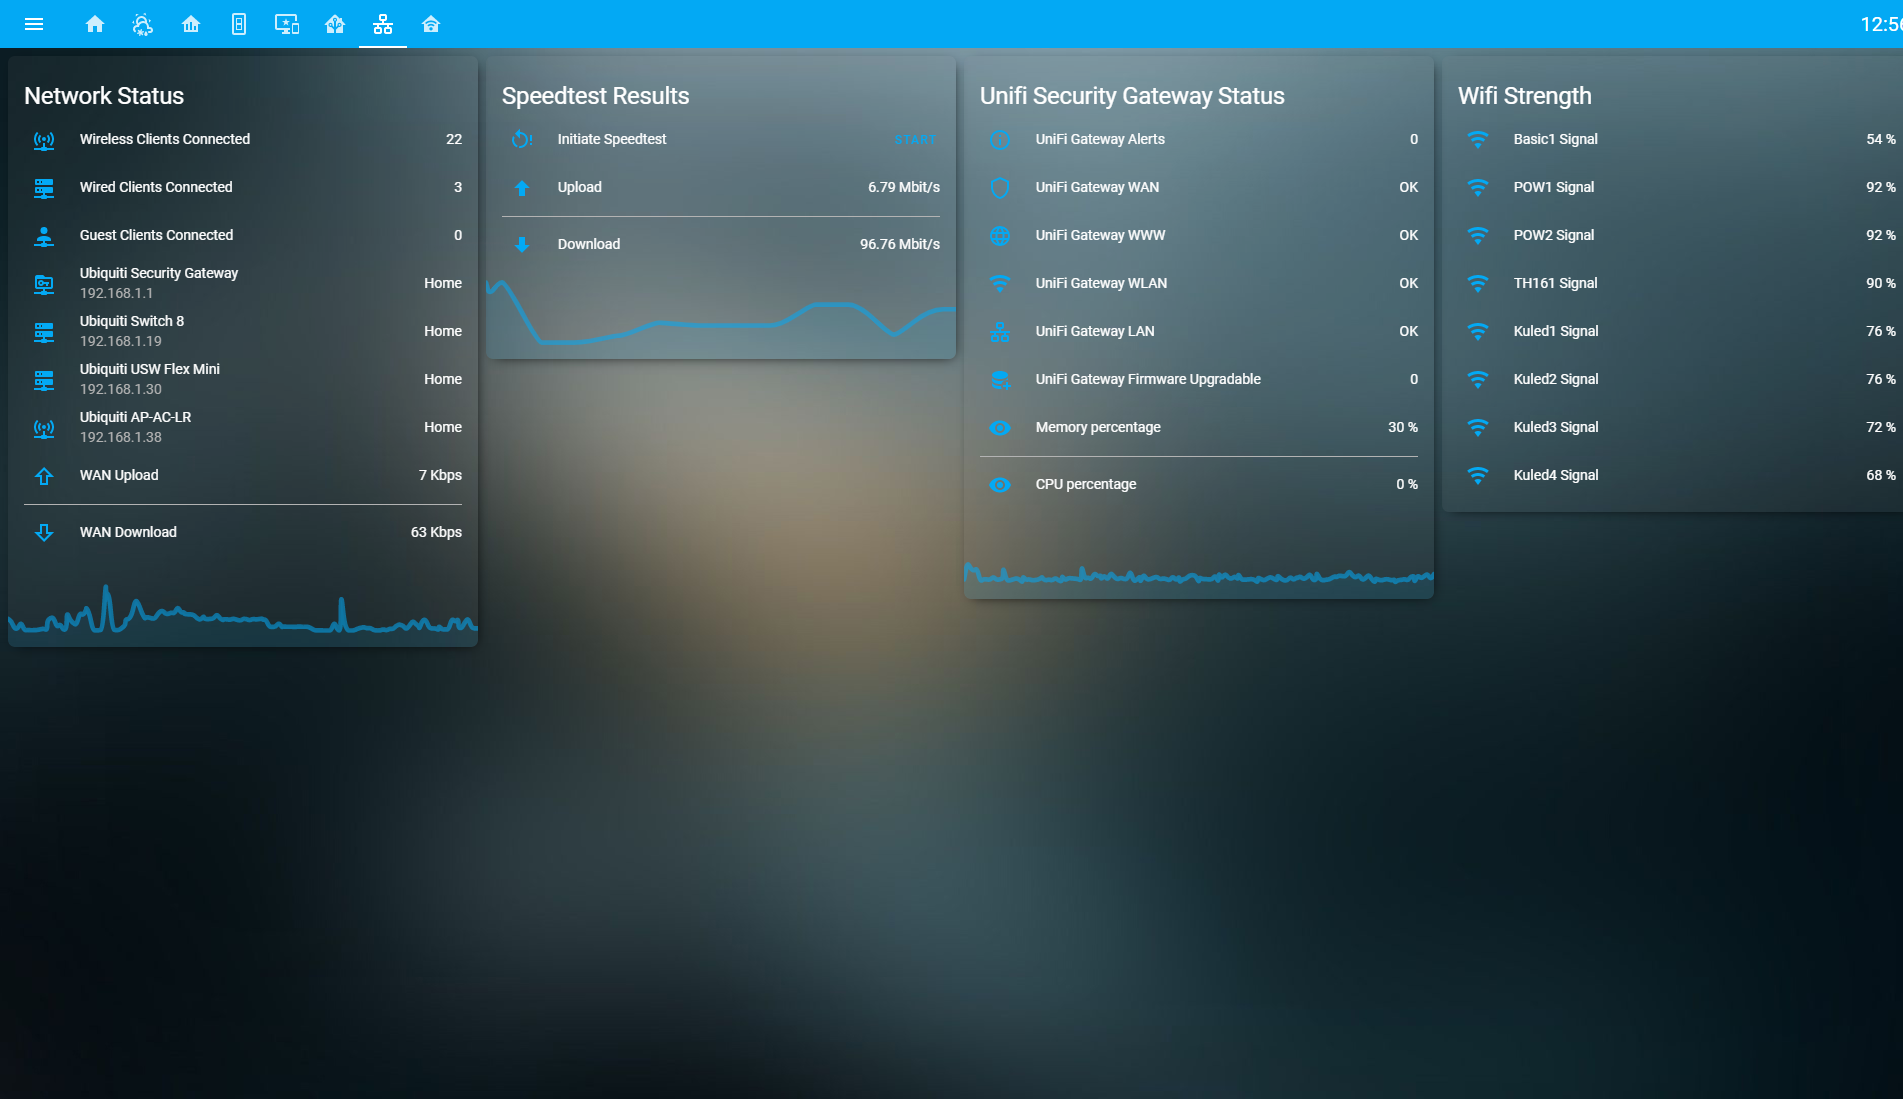 12:56
Network Status
Wireless Clients Connected 22
Wired Clients Connected 3
Guest Clients Connected 0
Ubiquiti Security Gateway
192.168.1.1
Home
Ubiquiti Switch 8
192.168.1.19
Home
Ubiquiti USW Flex Mini
192.168.1.30
Home
Ubiquiti AP-AC-LR
192.168.1.38
Home
WAN Upload 7 Kbps
WAN Download 63 Kbps
Speedtest Results
Initiate Speedtest START
Upload 6.79 Mbit/s
Download 96.76 Mbit/s
Unifi Security Gateway Status
UniFi Gateway Alerts 0
UniFi Gateway WAN OK
UniFi Gateway WWW OK
UniFi Gateway WLAN OK
UniFi Gateway LAN OK
UniFi Gateway Firmware Upgradable 0
Memory percentage 30 %
CPU percentage 0 %
Wifi Strength
Basic1 Signal 54 %
POW1 Signal 92 %
POW2 Signal 92 %
TH161 Signal 90 %
Kuled1 Signal 76 %
Kuled2 Signal 76 %
Kuled3 Signal 72 %
Kuled4 Signal 68 %